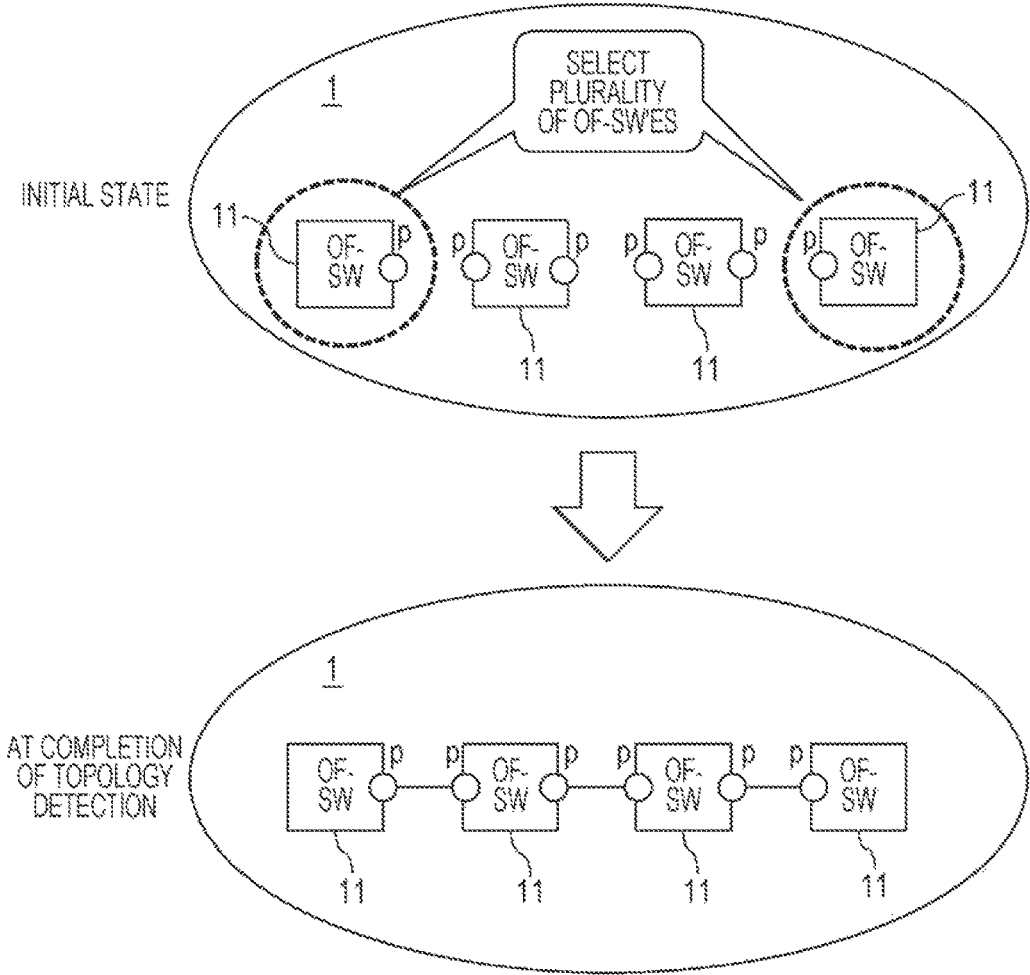 1
SELECT
PLURALITY
OF OF-SW'ES
INITIAL STATE
11
OF-
SW
p
p
OF-
SW
p
p
OF-
SW
p
p
OF-
SW
11
11
11
1
AT COMPLETION
OF TOPOLOGY
DETECTION
OF-
SW
p
p
OF-
SW
p
p
OF-
SW
p
p
OF-
SW
11
11
11
11